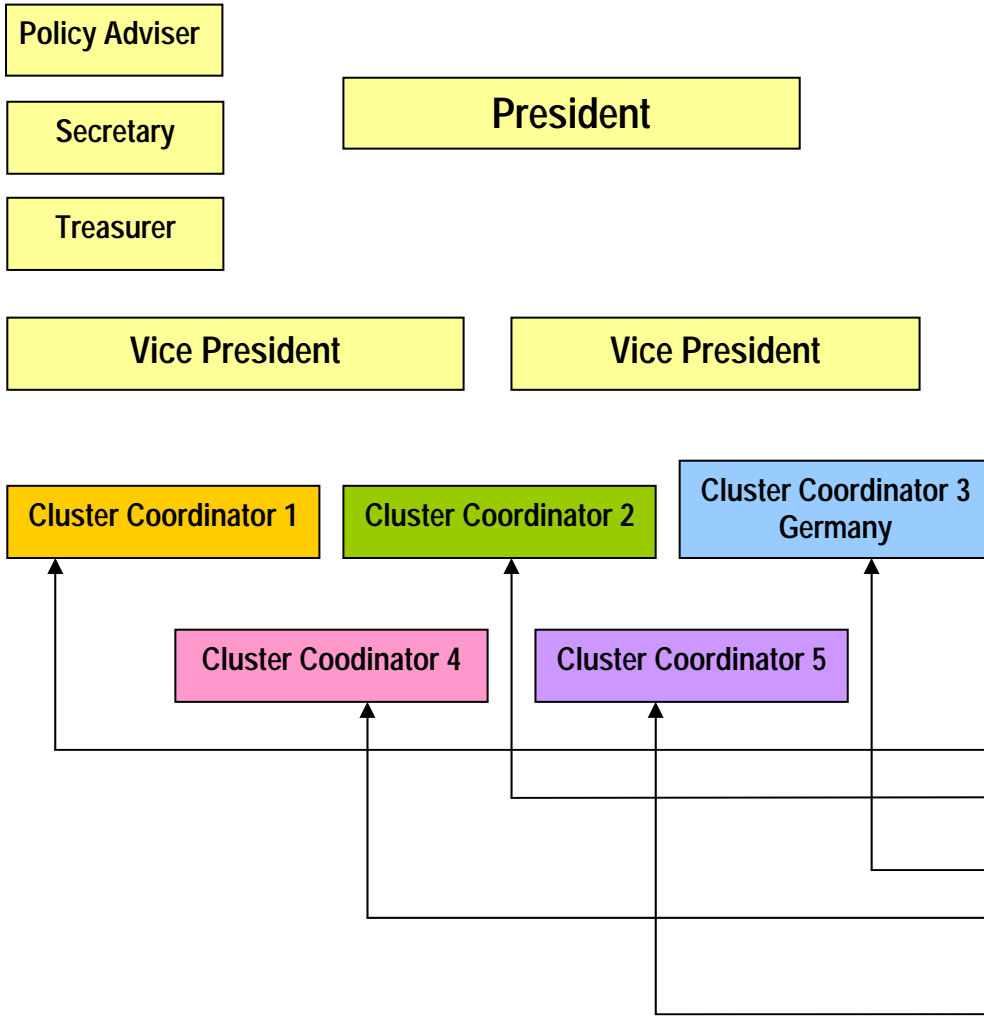 Policy Adviser
President
Secretary
Treasurer
Vice President
Vice President
Cluster Coordinator 1
Cluster Coordinator 2
Cluster Coordinator 3
Germany
Cluster Coodinator 4
Cluster Coordinator 5